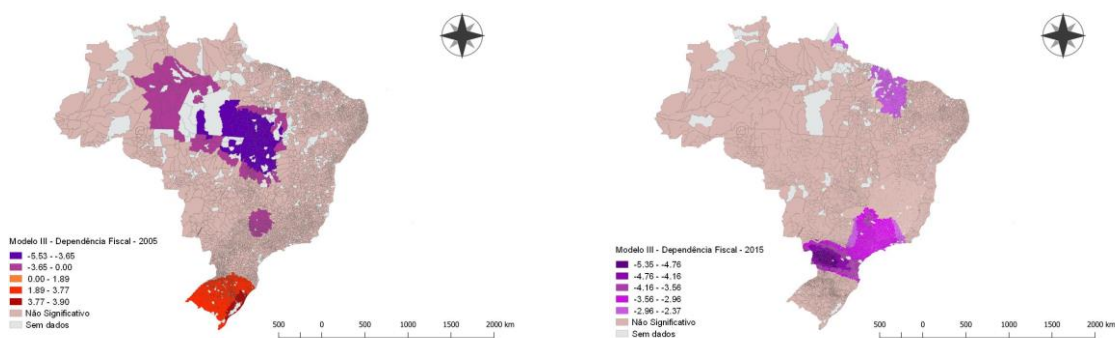 Modelo III - Dependência Fiscal - 2005
-5.53 - -3.65
-3.65 - 0.00
0.00 - 1.89
1.89 - 3.77
3.77 - 3.90
Não Significativo
Sem dados
500 0 500 1000 1500 2000 km
Modelo III - Dependência Fiscal - 2015
-5.35 - -4.76
-4.76 - -4.16
-4.16 - -3.56
-3.56 - -2.96
-2.96 - -2.37
Não Significativo
Sem dados
500 0 500 1000 1500 2000 km